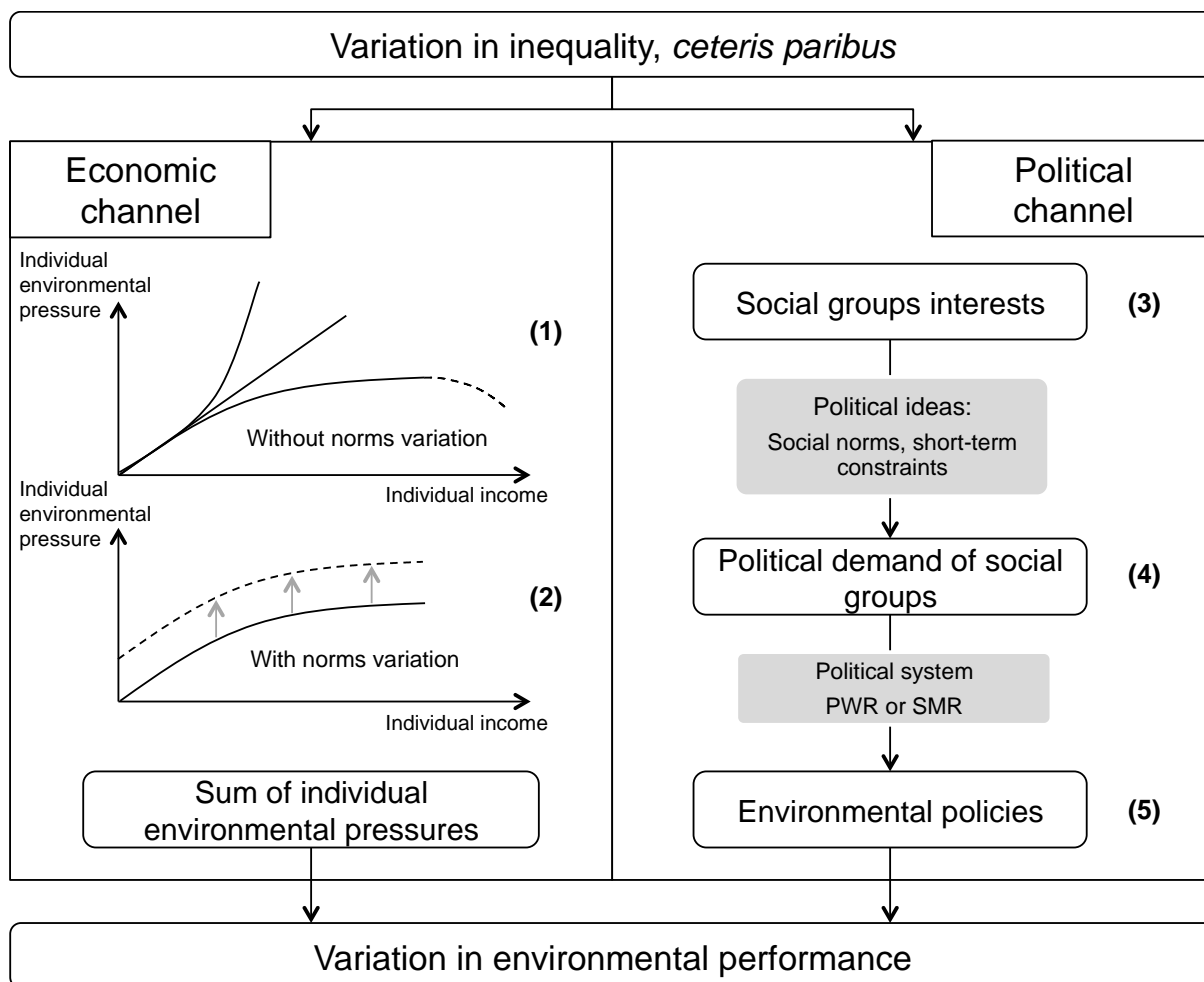 Variation in inequality, ceteris paribus
Economic
channel
Individual
environmental
pressure
(1)
Without norms variation
Individual income
Individual
environmental
pressure
(2)
With norms variation
Individual income
Sum of individual
environmental pressures
Political
channel
Social groups interests
(3)
Political ideas:
Social norms, short-term
constraints
Political demand of social
groups
(4)
Political system
PWR or SMR
Environmental policies
(5)
Variation in environmental performance